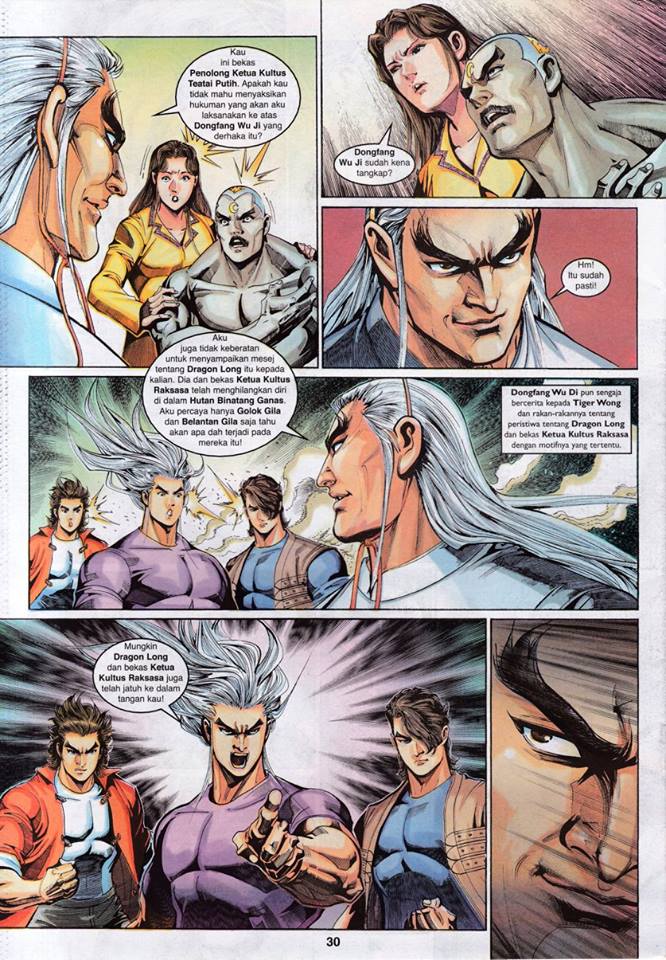 Kau
ini bekas
Penolong Ketua Kultus
Teatai Putih. Apakah kau
tidak mahu menyaksikan
hukuman yang akan aku
laksanakan ke atas
Dongfang Wu Ji yang
derhaka itu?
Dongfang
Wu Ji sudah kena
tangkap?
Hm!
Itu sudah
pasti!
Aku
juga tidak keberatan
untuk menyampaikan mesej
tentang Dragon Long itu kepada
kalian. Dia dan bekas Ketua Kultus
Raksasa telah menghilangkan diri
di dalam Hutan Binatang Ganas.
Aku percaya hanya Golok Gila
dan Belantan Gila saja tahu
akan apa dah terjadi pada
mereka itu!
Dongfang Wu Di pun sengaja
bercerita kepada Tiger Wong
dan rakan-rakannya tentang
peristiwa tentang Dragon Long
dan bekas Ketua Kultus Raksasa
dengan motifnya yang tertentu.
Mungkin
Dragon Long
dan bekas Ketua
Kultus Raksasa juga
telah jatuh ke dalam
tangan kau!
30